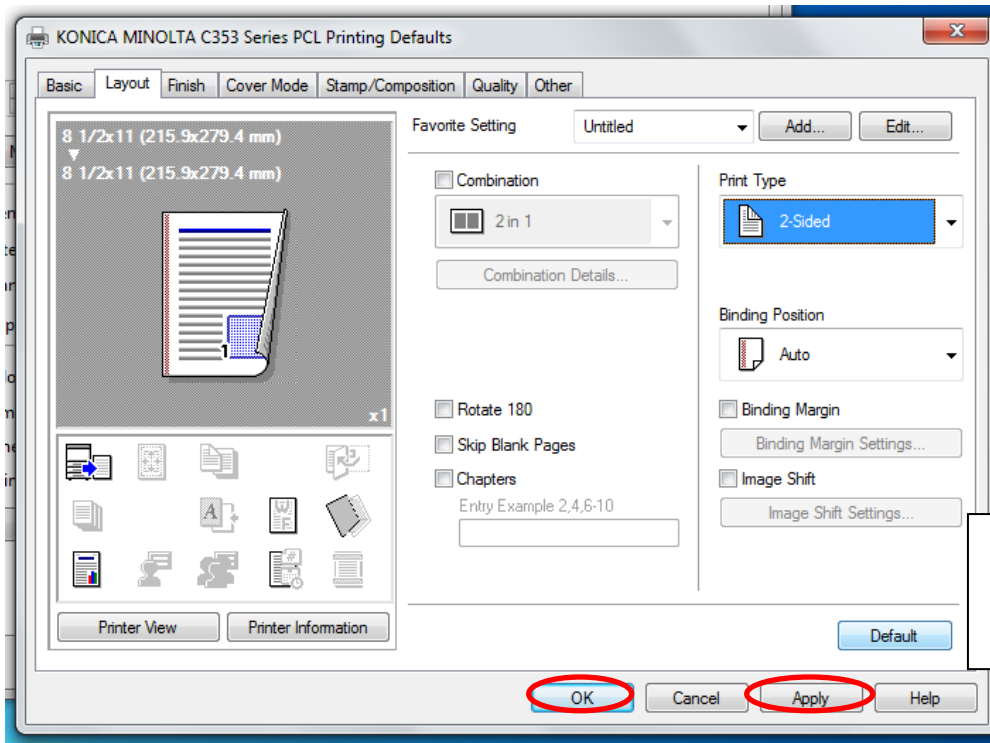 KONICA MINOLTA C353 Series PCL Printing Defaults
Basic Layout Finish Cover Mode Stamp/Composition Quality Other
8 1/2x11 (215.9x279.4 mm)
8 1/2x11 (215.9x279.4 mm)
1
x1
Printer View Printer Information
Favorite Setting Untitled Add... Edit...
Combination
2 in 1
Combination Details...
Rotate 180
Skip Blank Pages
Chapters
Entry Example 2,4,6-10
Print Type
2-Sided
Binding Position
Auto
Binding Margin
Binding Margin Settings...
Image Shift
Image Shift Settings...
Default
OK Cancel Apply Help